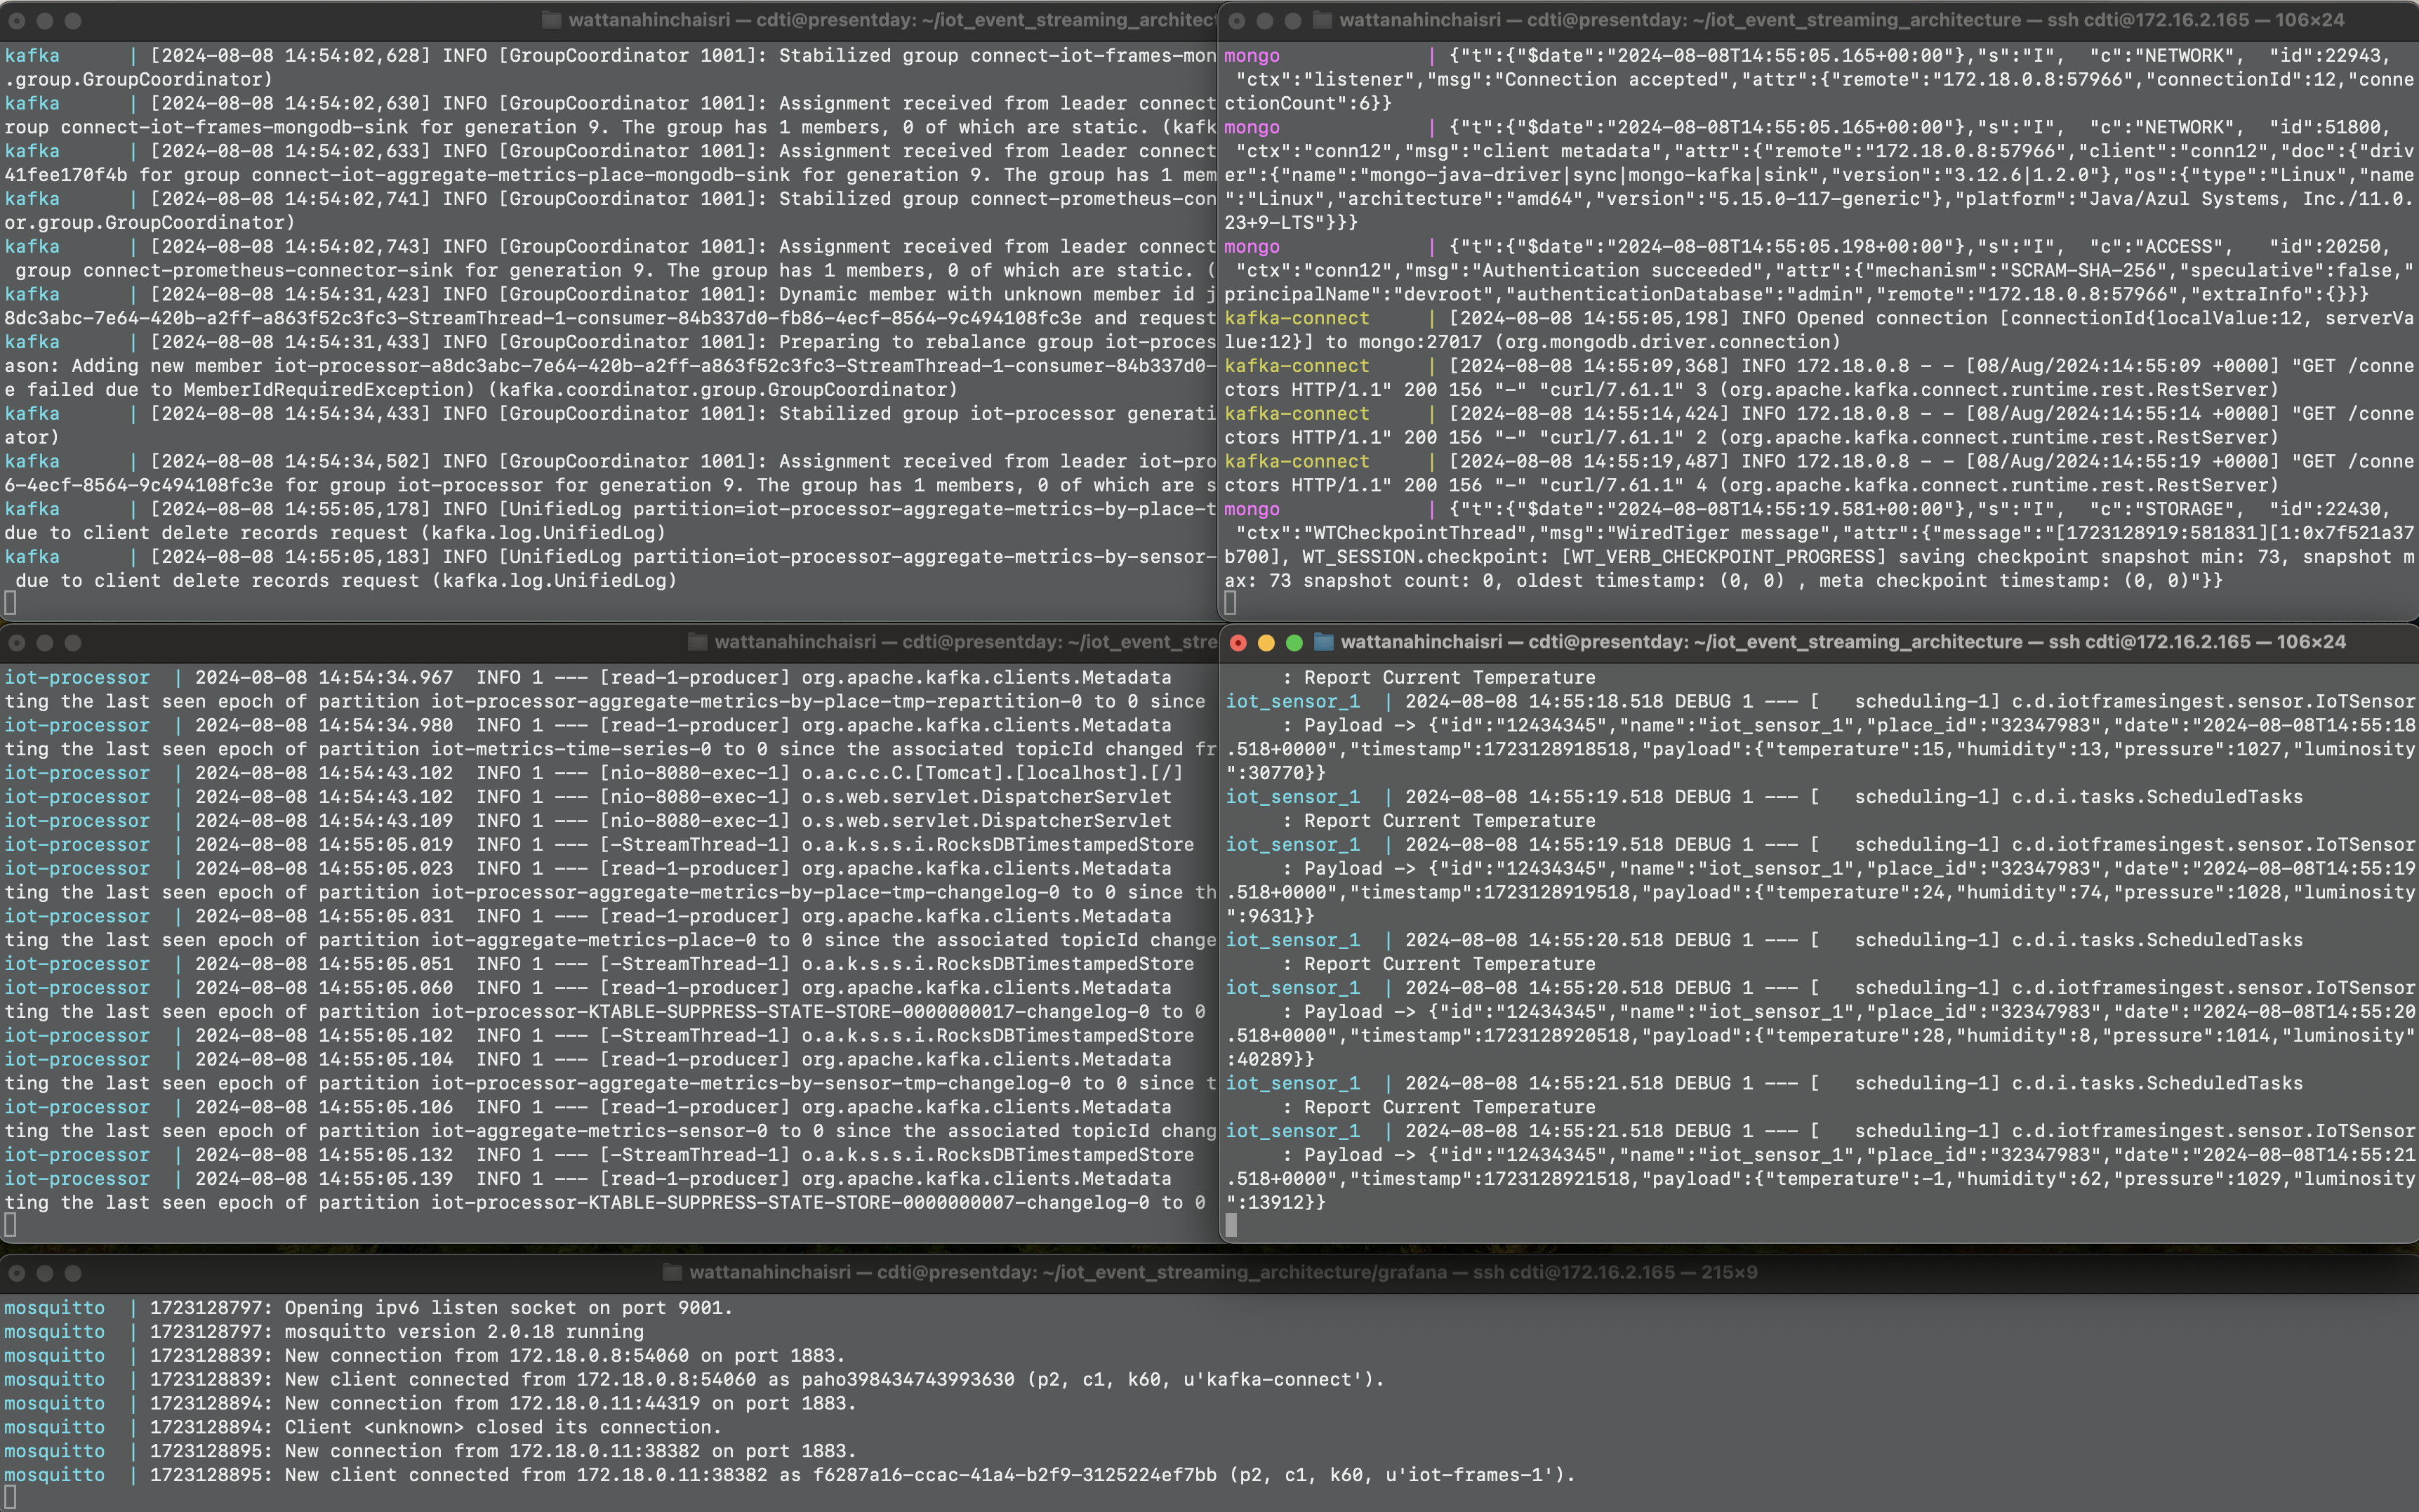 wattanahinchaisri — cdti@presentday: ~/iot_event_streaming_architect
kafka | [2024-08-08 14:54:02,628] INFO [GroupCoordinator 1001]: Stabilized group connect-iot-frames-mon
.group.GroupCoordinator)
kafka | [2024-08-08 14:54:02,630] INFO [GroupCoordinator 1001]: Assignment received from leader connect
roup connect-iot-frames-mongodb-sink for generation 9. The group has 1 members, 0 of which are static. (kafk
kafka | [2024-08-08 14:54:02,633] INFO [GroupCoordinator 1001]: Assignment received from leader connect
41fee170f4b for group connect-iot-aggregate-metrics-place-mongodb-sink for generation 9. The group has 1 mem
kafka | [2024-08-08 14:54:02,741] INFO [GroupCoordinator 1001]: Stabilized group connect-prometheus-con
or.group.GroupCoordinator)
kafka | [2024-08-08 14:54:02,743] INFO [GroupCoordinator 1001]: Assignment received from leader connect
 group connect-prometheus-connector-sink for generation 9. The group has 1 members, 0 of which are static. (
kafka | [2024-08-08 14:54:31,423] INFO [GroupCoordinator 1001]: Dynamic member with unknown member id j
8dc3abc-7e64-420b-a2ff-a863f52c3fc3-StreamThread-1-consumer-84b337d0-fb86-4ecf-8564-9c494108fc3e and request
kafka | [2024-08-08 14:54:31,433] INFO [GroupCoordinator 1001]: Preparing to rebalance group iot-proces
ason: Adding new member iot-processor-a8dc3abc-7e64-420b-a2ff-a863f52c3fc3-StreamThread-1-consumer-84b337d0-
e failed due to MemberIdRequiredException) (kafka.coordinator.group.GroupCoordinator)
kafka | [2024-08-08 14:54:34,433] INFO [GroupCoordinator 1001]: Stabilized group iot-processor generati
ator)
kafka | [2024-08-08 14:54:34,502] INFO [GroupCoordinator 1001]: Assignment received from leader iot-pro
6-4ecf-8564-9c494108fc3e for group iot-processor for generation 9. The group has 1 members, 0 of which are s
kafka | [2024-08-08 14:55:05,178] INFO [UnifiedLog partition=iot-processor-aggregate-metrics-by-place-t
due to client delete records request (kafka.log.UnifiedLog)
kafka | [2024-08-08 14:55:05,183] INFO [UnifiedLog partition=iot-processor-aggregate-metrics-by-sensor-
 due to client delete records request (kafka.log.UnifiedLog)
wattanahinchaisri — cdti@presentday: ~/iot_event_streaming_architecture — ssh cdti@172.16.2.165 — 106×24
mongo | {"t":{"$date":"2024-08-08T14:55:05.165+00:00"},"s":"I", "c":"NETWORK", "id":22943,
 "ctx":"listener","msg":"Connection accepted","attr":{"remote":"172.18.0.8:57966","connectionId":12,"conne
ctionCount":6}}
mongo | {"t":{"$date":"2024-08-08T14:55:05.165+00:00"},"s":"I", "c":"NETWORK", "id":51800,
 "ctx":"conn12","msg":"client metadata","attr":{"remote":"172.18.0.8:57966","client":"conn12","doc":{"driv
er":{"name":"mongo-java-driver|sync|mongo-kafka|sink","version":"3.12.6|1.2.0"},"os":{"type":"Linux","name
":"Linux","architecture":"amd64","version":"5.15.0-117-generic"},"platform":"Java/Azul Systems, Inc./11.0.
23+9-LTS"}}}
mongo | {"t":{"$date":"2024-08-08T14:55:05.198+00:00"},"s":"I", "c":"ACCESS", "id":20250,
 "ctx":"conn12","msg":"Authentication succeeded","attr":{"mechanism":"SCRAM-SHA-256","speculative":false,"
principalName":"devroot","authenticationDatabase":"admin","remote":"172.18.0.8:57966","extraInfo":{}}}
kafka-connect | [2024-08-08 14:55:05,198] INFO Opened connection [connectionId{localValue:12, serverVa
lue:12}] to mongo:27017 (org.mongodb.driver.connection)
kafka-connect | [2024-08-08 14:55:09,368] INFO 172.18.0.8 - - [08/Aug/2024:14:55:09 +0000] "GET /conne
ctors HTTP/1.1" 200 156 "-" "curl/7.61.1" 3 (org.apache.kafka.connect.runtime.rest.RestServer)
kafka-connect | [2024-08-08 14:55:14,424] INFO 172.18.0.8 - - [08/Aug/2024:14:55:14 +0000] "GET /conne
ctors HTTP/1.1" 200 156 "-" "curl/7.61.1" 2 (org.apache.kafka.connect.runtime.rest.RestServer)
kafka-connect | [2024-08-08 14:55:19,487] INFO 172.18.0.8 - - [08/Aug/2024:14:55:19 +0000] "GET /conne
ctors HTTP/1.1" 200 156 "-" "curl/7.61.1" 4 (org.apache.kafka.connect.runtime.rest.RestServer)
mongo | {"t":{"$date":"2024-08-08T14:55:19.581+00:00"},"s":"I", "c":"STORAGE", "id":22430,
 "ctx":"WTCheckpointThread","msg":"WiredTiger message","attr":{"message":"[1723128919:581831][1:0x7f521a37
b700], WT_SESSION.checkpoint: [WT_VERB_CHECKPOINT_PROGRESS] saving checkpoint snapshot min: 73, snapshot m
ax: 73 snapshot count: 0, oldest timestamp: (0, 0) , meta checkpoint timestamp: (0, 0)"}}
wattanahinchaisri — cdti@presentday: ~/iot_event_stre
iot-processor | 2024-08-08 14:54:34.967 INFO 1 --- [read-1-producer] org.apache.kafka.clients.Metadata
ting the last seen epoch of partition iot-processor-aggregate-metrics-by-place-tmp-repartition-0 to 0 since
iot-processor | 2024-08-08 14:54:34.980 INFO 1 --- [read-1-producer] org.apache.kafka.clients.Metadata
ting the last seen epoch of partition iot-metrics-time-series-0 to 0 since the associated topicId changed fr
iot-processor | 2024-08-08 14:54:43.102 INFO 1 --- [nio-8080-exec-1] o.a.c.c.C.[Tomcat].[localhost].[/]
iot-processor | 2024-08-08 14:54:43.102 INFO 1 --- [nio-8080-exec-1] o.s.web.servlet.DispatcherServlet
iot-processor | 2024-08-08 14:54:43.109 INFO 1 --- [nio-8080-exec-1] o.s.web.servlet.DispatcherServlet
iot-processor | 2024-08-08 14:55:05.019 INFO 1 --- [-StreamThread-1] o.a.k.s.s.i.RocksDBTimestampedStore
iot-processor | 2024-08-08 14:55:05.023 INFO 1 --- [read-1-producer] org.apache.kafka.clients.Metadata
ting the last seen epoch of partition iot-processor-aggregate-metrics-by-place-tmp-changelog-0 to 0 since th
iot-processor | 2024-08-08 14:55:05.031 INFO 1 --- [read-1-producer] org.apache.kafka.clients.Metadata
ting the last seen epoch of partition iot-aggregate-metrics-place-0 to 0 since the associated topicId change
iot-processor | 2024-08-08 14:55:05.051 INFO 1 --- [-StreamThread-1] o.a.k.s.s.i.RocksDBTimestampedStore
iot-processor | 2024-08-08 14:55:05.060 INFO 1 --- [read-1-producer] org.apache.kafka.clients.Metadata
ting the last seen epoch of partition iot-processor-KTABLE-SUPPRESS-STATE-STORE-0000000017-changelog-0 to 0
iot-processor | 2024-08-08 14:55:05.102 INFO 1 --- [-StreamThread-1] o.a.k.s.s.i.RocksDBTimestampedStore
iot-processor | 2024-08-08 14:55:05.104 INFO 1 --- [read-1-producer] org.apache.kafka.clients.Metadata
ting the last seen epoch of partition iot-processor-aggregate-metrics-by-sensor-tmp-changelog-0 to 0 since t
iot-processor | 2024-08-08 14:55:05.106 INFO 1 --- [read-1-producer] org.apache.kafka.clients.Metadata
ting the last seen epoch of partition iot-aggregate-metrics-sensor-0 to 0 since the associated topicId chang
iot-processor | 2024-08-08 14:55:05.132 INFO 1 --- [-StreamThread-1] o.a.k.s.s.i.RocksDBTimestampedStore
iot-processor | 2024-08-08 14:55:05.139 INFO 1 --- [read-1-producer] org.apache.kafka.clients.Metadata
ting the last seen epoch of partition iot-processor-KTABLE-SUPPRESS-STATE-STORE-0000000007-changelog-0 to 0
wattanahinchaisri — cdti@presentday: ~/iot_event_streaming_architecture — ssh cdti@172.16.2.165 — 106×24
: Report Current Temperature
iot_sensor_1 | 2024-08-08 14:55:18.518 DEBUG 1 --- [ scheduling-1] c.d.iotframesingest.sensor.IoTSensor
: Payload -> {"id":"12434345","name":"iot_sensor_1","place_id":"32347983","date":"2024-08-08T14:55:18
.518+0000","timestamp":1723128918518,"payload":{"temperature":15,"humidity":13,"pressure":1027,"luminosity
":30770}}
iot_sensor_1 | 2024-08-08 14:55:19.518 DEBUG 1 --- [ scheduling-1] c.d.i.tasks.ScheduledTasks
: Report Current Temperature
iot_sensor_1 | 2024-08-08 14:55:19.518 DEBUG 1 --- [ scheduling-1] c.d.iotframesingest.sensor.IoTSensor
: Payload -> {"id":"12434345","name":"iot_sensor_1","place_id":"32347983","date":"2024-08-08T14:55:19
.518+0000","timestamp":1723128919518,"payload":{"temperature":24,"humidity":74,"pressure":1028,"luminosity
":9631}}
iot_sensor_1 | 2024-08-08 14:55:20.518 DEBUG 1 --- [ scheduling-1] c.d.i.tasks.ScheduledTasks
: Report Current Temperature
iot_sensor_1 | 2024-08-08 14:55:20.518 DEBUG 1 --- [ scheduling-1] c.d.iotframesingest.sensor.IoTSensor
: Payload -> {"id":"12434345","name":"iot_sensor_1","place_id":"32347983","date":"2024-08-08T14:55:20
.518+0000","timestamp":1723128920518,"payload":{"temperature":28,"humidity":8,"pressure":1014,"luminosity"
:40289}}
iot_sensor_1 | 2024-08-08 14:55:21.518 DEBUG 1 --- [ scheduling-1] c.d.i.tasks.ScheduledTasks
: Report Current Temperature
iot_sensor_1 | 2024-08-08 14:55:21.518 DEBUG 1 --- [ scheduling-1] c.d.iotframesingest.sensor.IoTSensor
: Payload -> {"id":"12434345","name":"iot_sensor_1","place_id":"32347983","date":"2024-08-08T14:55:21
.518+0000","timestamp":1723128921518,"payload":{"temperature":-1,"humidity":62,"pressure":1029,"luminosity
":13912}}
wattanahinchaisri — cdti@presentday: ~/iot_event_streaming_architecture/grafana — ssh cdti@172.16.2.165 — 215×9
mosquitto | 1723128797: Opening ipv6 listen socket on port 9001.
mosquitto | 1723128797: mosquitto version 2.0.18 running
mosquitto | 1723128839: New connection from 172.18.0.8:54060 on port 1883.
mosquitto | 1723128839: New client connected from 172.18.0.8:54060 as paho398434743993630 (p2, c1, k60, u'kafka-connect').
mosquitto | 1723128894: New connection from 172.18.0.11:44319 on port 1883.
mosquitto | 1723128894: Client <unknown> closed its connection.
mosquitto | 1723128895: New connection from 172.18.0.11:38382 on port 1883.
mosquitto | 1723128895: New client connected from 172.18.0.11:38382 as f6287a16-ccac-41a4-b2f9-3125224ef7bb (p2, c1, k60, u'iot-frames-1').